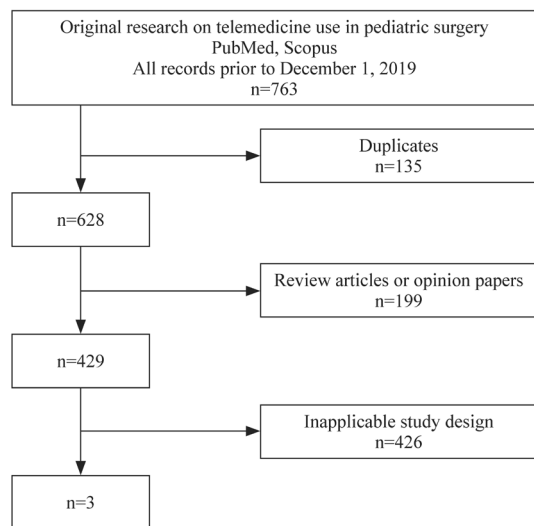 Original research on telemedicine use in pediatric surgery
PubMed, Scopus
All records prior to December 1, 2019
n=763
Duplicates
n=135
n=628
Review articles or opinion papers
n=199
n=429
Inapplicable study design
n=426
n=3